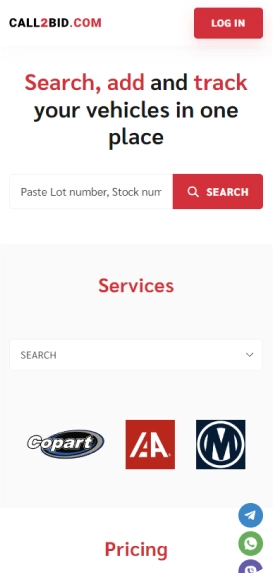 CALL2BID.COM
LOG IN
Search, add and track
your vehicles in one
place
Paste Lot number, Stock num
SEARCH
Services
SEARCH
Copart
IAA
M
Pricing